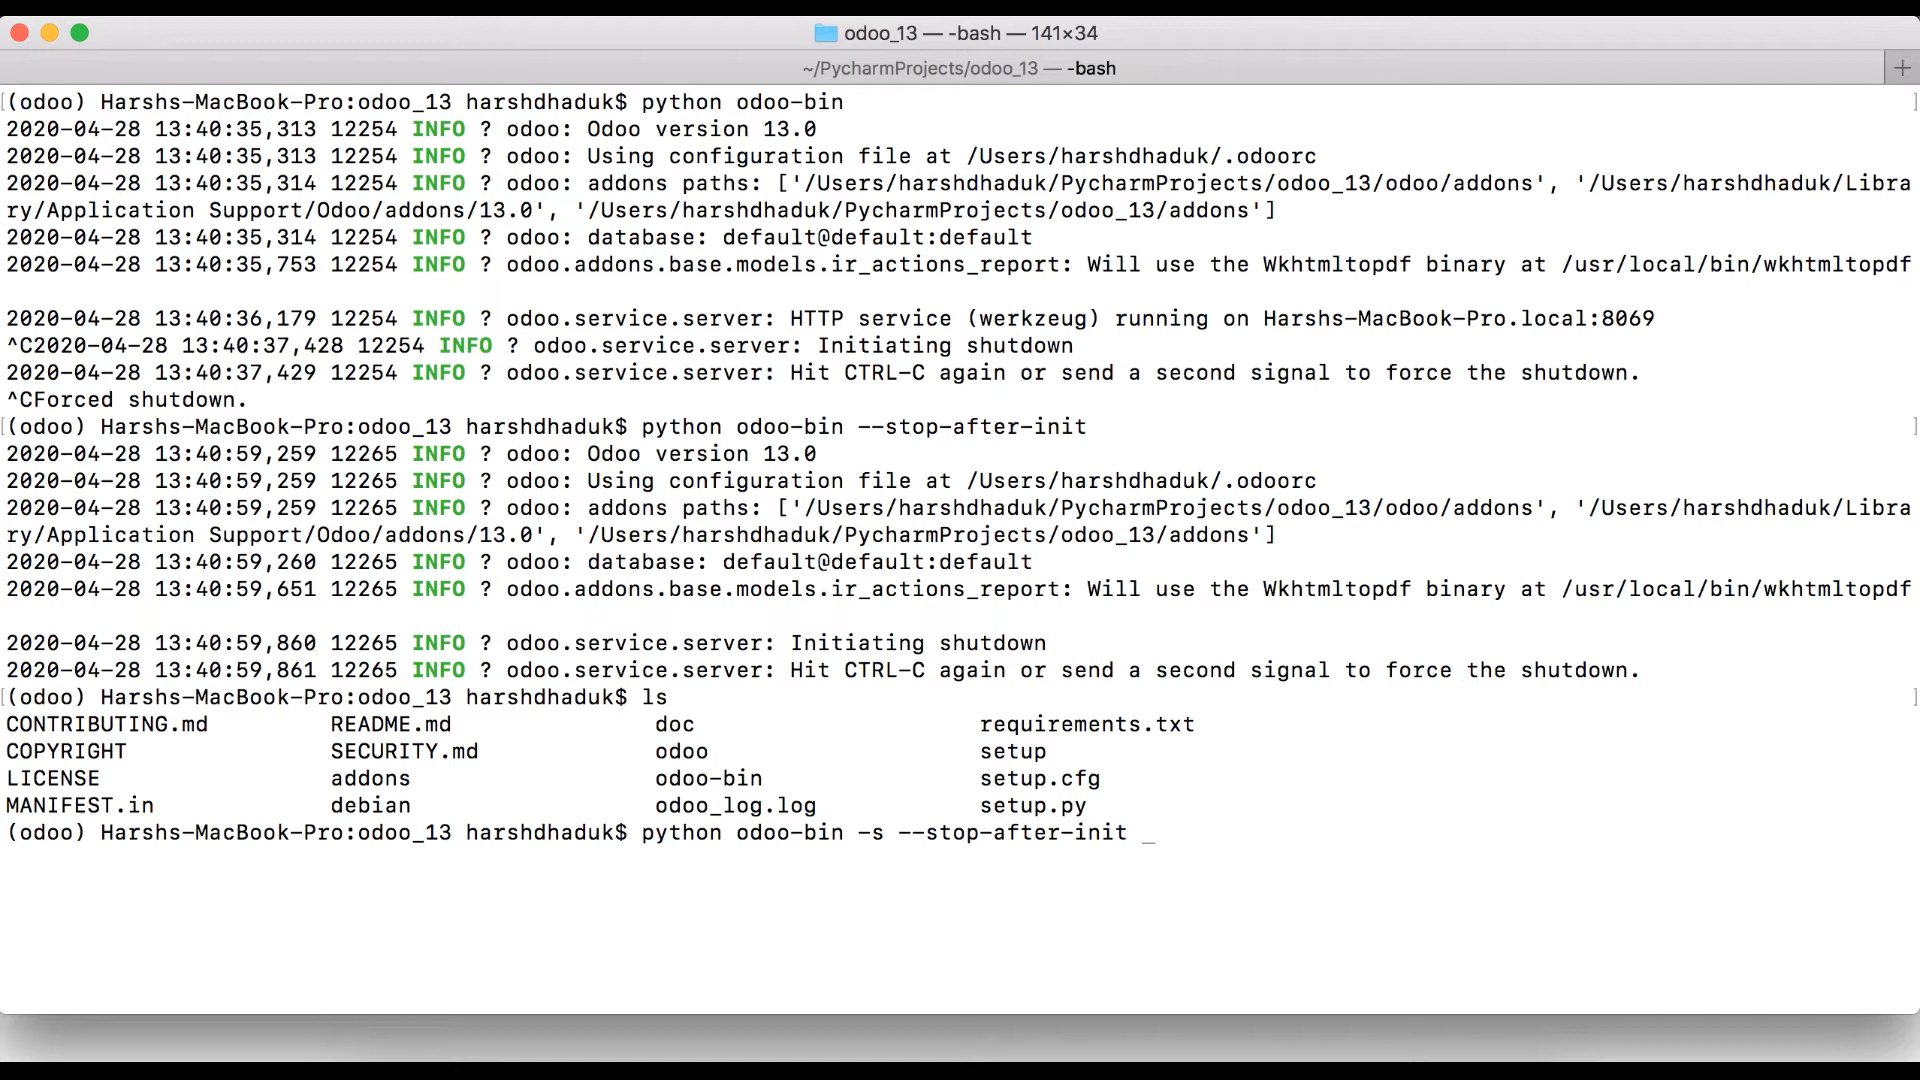 odoo_13 — -bash — 141×34
~/PycharmProjects/odoo_13 — -bash
(odoo) Harshs-MacBook-Pro:odoo_13 harshdhaduk$ python odoo-bin
2020-04-28 13:40:35,313 12254 INFO ? odoo: Odoo version 13.0
2020-04-28 13:40:35,313 12254 INFO ? odoo: Using configuration file at /Users/harshdhaduk/.odoorc
2020-04-28 13:40:35,314 12254 INFO ? odoo: addons paths: ['/Users/harshdhaduk/PycharmProjects/odoo_13/odoo/addons', '/Users/harshdhaduk/Libra
ry/Application Support/Odoo/addons/13.0', '/Users/harshdhaduk/PycharmProjects/odoo_13/addons']
2020-04-28 13:40:35,314 12254 INFO ? odoo: database: default@default:default
2020-04-28 13:40:35,753 12254 INFO ? odoo.addons.base.models.ir_actions_report: Will use the Wkhtmltopdf binary at /usr/local/bin/wkhtmltopdf
2020-04-28 13:40:36,179 12254 INFO ? odoo.service.server: HTTP service (werkzeug) running on Harshs-MacBook-Pro.local:8069
^C2020-04-28 13:40:37,428 12254 INFO ? odoo.service.server: Initiating shutdown
2020-04-28 13:40:37,429 12254 INFO ? odoo.service.server: Hit CTRL-C again or send a second signal to force the shutdown.
^CForced shutdown.
(odoo) Harshs-MacBook-Pro:odoo_13 harshdhaduk$ python odoo-bin --stop-after-init
2020-04-28 13:40:59,259 12265 INFO ? odoo: Odoo version 13.0
2020-04-28 13:40:59,259 12265 INFO ? odoo: Using configuration file at /Users/harshdhaduk/.odoorc
2020-04-28 13:40:59,259 12265 INFO ? odoo: addons paths: ['/Users/harshdhaduk/PycharmProjects/odoo_13/odoo/addons', '/Users/harshdhaduk/Libra
ry/Application Support/Odoo/addons/13.0', '/Users/harshdhaduk/PycharmProjects/odoo_13/addons']
2020-04-28 13:40:59,260 12265 INFO ? odoo: database: default@default:default
2020-04-28 13:40:59,651 12265 INFO ? odoo.addons.base.models.ir_actions_report: Will use the Wkhtmltopdf binary at /usr/local/bin/wkhtmltopdf
2020-04-28 13:40:59,860 12265 INFO ? odoo.service.server: Initiating shutdown
2020-04-28 13:40:59,861 12265 INFO ? odoo.service.server: Hit CTRL-C again or send a second signal to force the shutdown.
(odoo) Harshs-MacBook-Pro:odoo_13 harshdhaduk$ ls
CONTRIBUTING.md README.md doc requirements.txt
COPYRIGHT SECURITY.md odoo setup
LICENSE addons odoo-bin setup.cfg
MANIFEST.in debian odoo_log.log setup.py
(odoo) Harshs-MacBook-Pro:odoo_13 harshdhaduk$ python odoo-bin -s --stop-after-init _